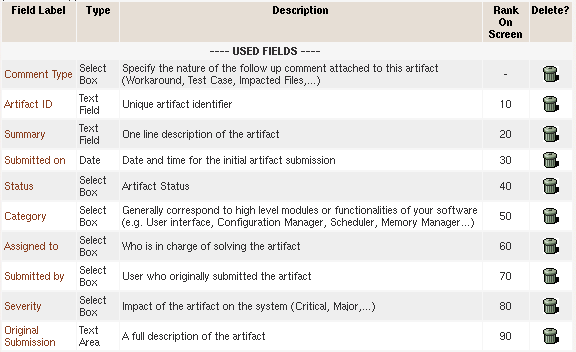 Field Label Type Description Rank On Screen Delete?
---- USED FIELDS ----
Comment Type Select Box Specify the nature of the follow up comment attached to this artifact (Workaround, Test Case, Impacted Files,...) -
Artifact ID Text Field Unique artifact identifier 10
Summary Text Field One line description of the artifact 20
Submitted on Date Date and time for the initial artifact submission 30
Status Select Box Artifact Status 40
Category Select Box Generally correspond to high level modules or functionalities of your software (e.g. User interface, Configuration Manager, Scheduler, Memory Manager...) 50
Assigned to Select Box Who is in charge of solving the artifact 60
Submitted by Select Box User who originally submitted the artifact 70
Severity Select Box Impact of the artifact on the system (Critical, Major,...) 80
Original Submission Text Area A full description of the artifact 90